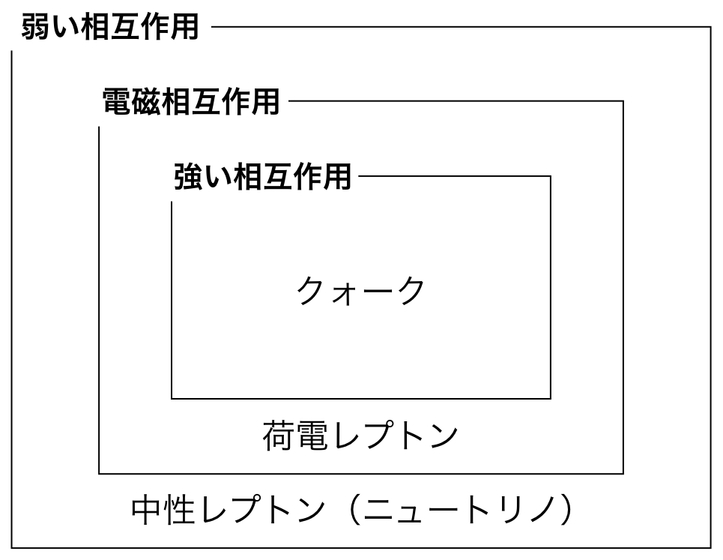 弱い相互作用
電磁相互作用
強い相互作用
クォーク
荷電レプトン
中性レプトン（ニュートリノ）